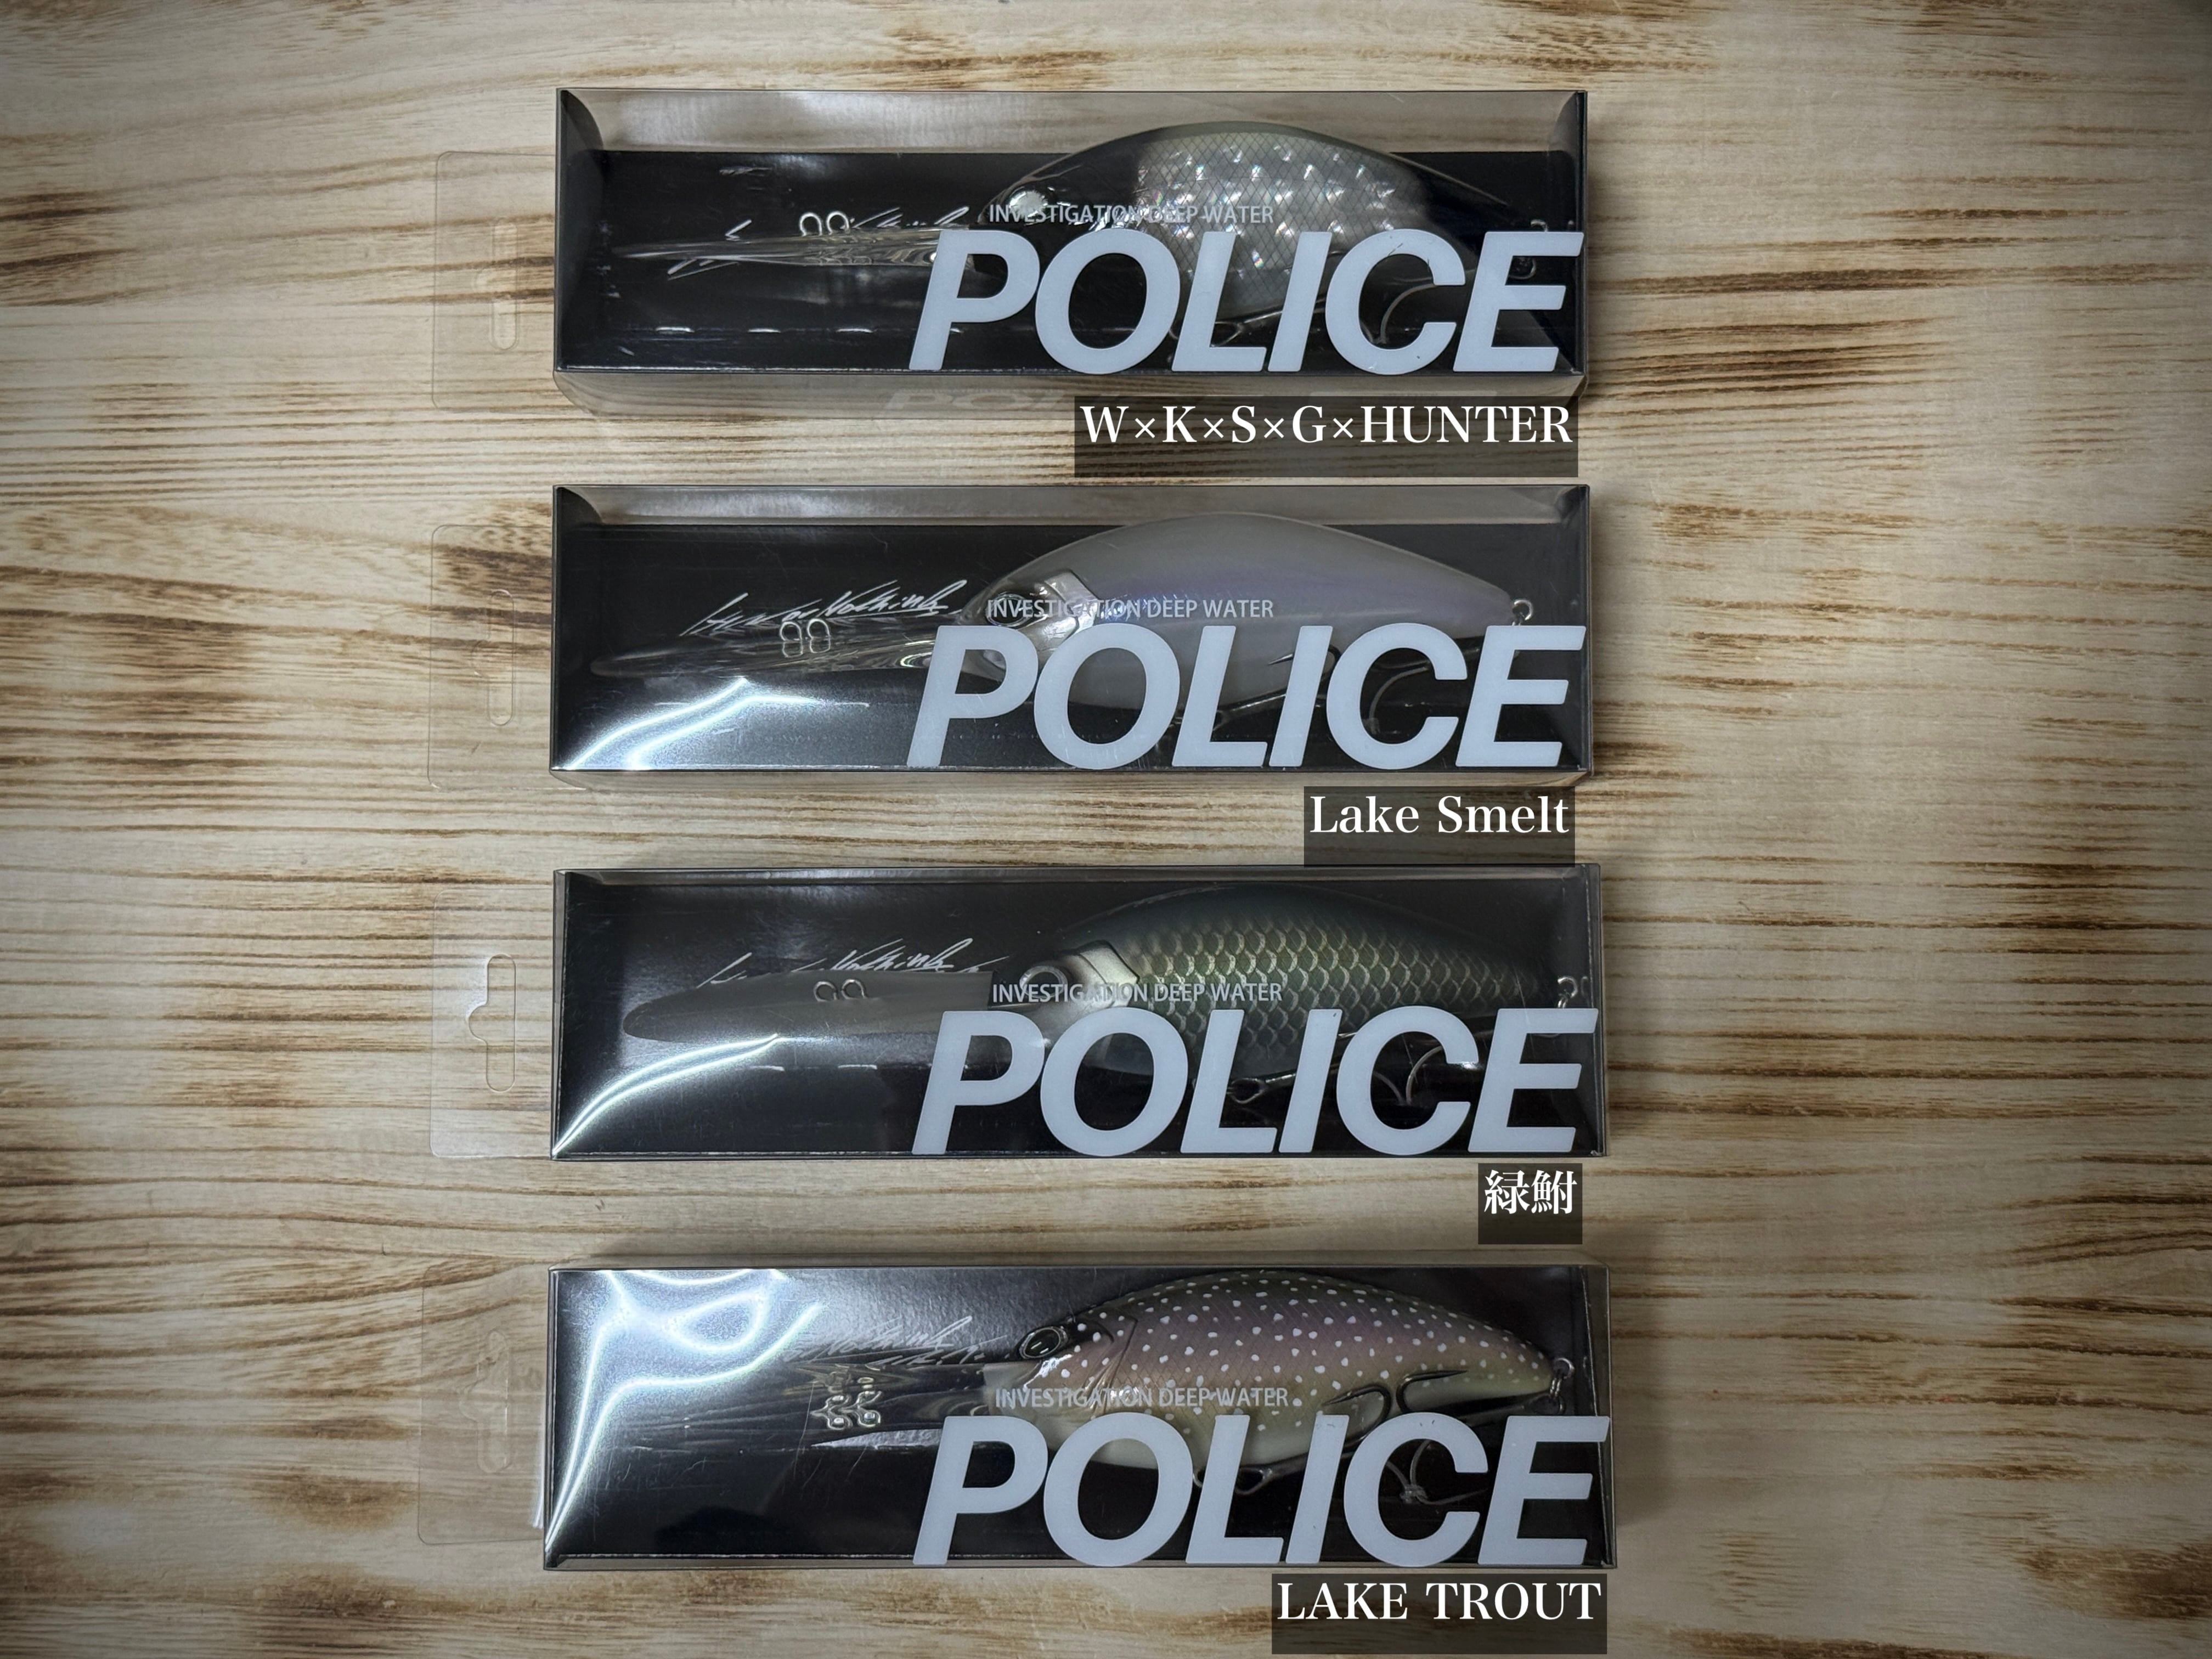 INVESTIGATION DEEP WATER
POLICE
W×K×S×G×HUNTER
INVESTIGATION DEEP WATER
POLICE
Lake Smelt
INVESTIGATION DEEP WATER
POLICE
緑鮒
INVESTIGATION DEEP WATER
POLICE
LAKE TROUT